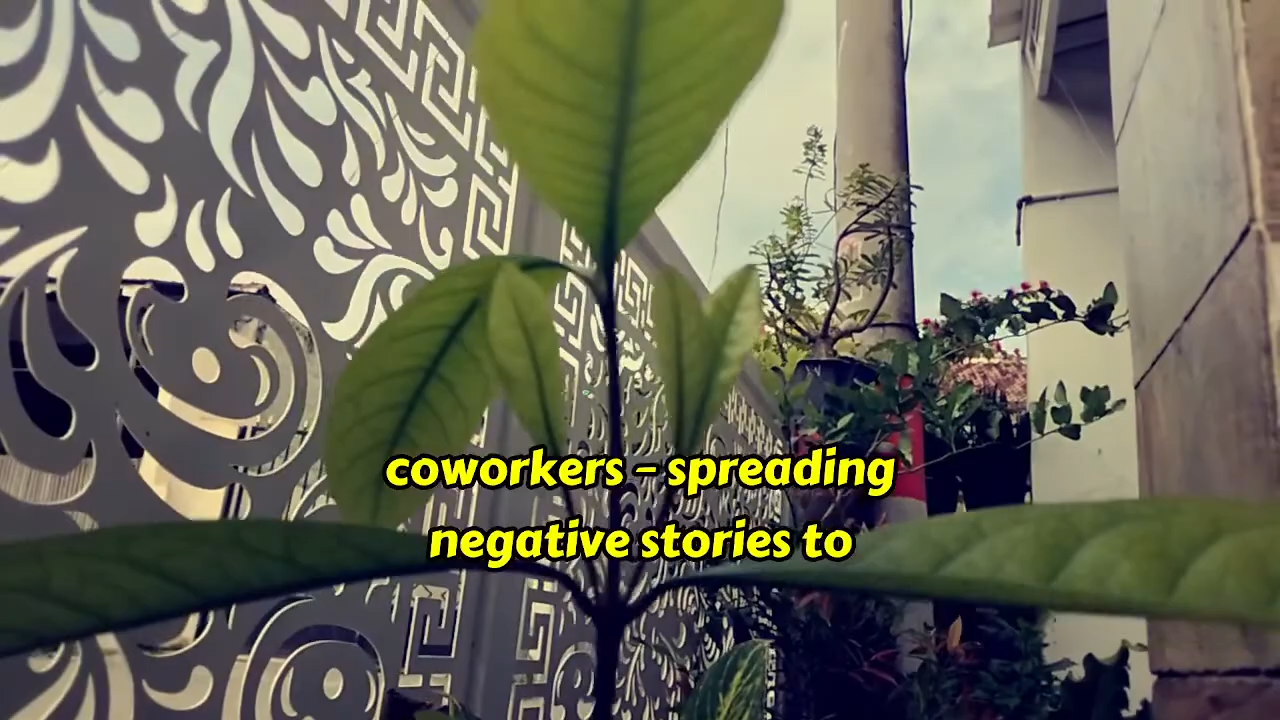 coworkers – spreading
negative stories to